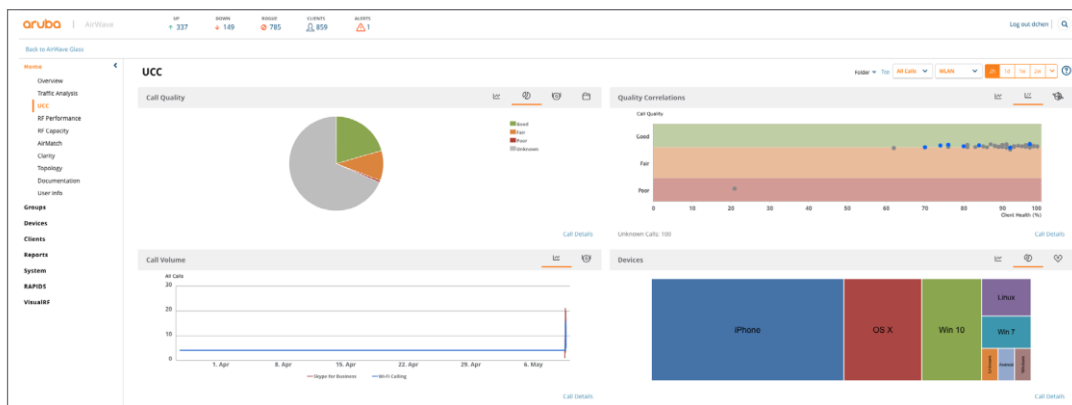 aruba | AirWave
UP
↑ 337
DOWN
↓ 149
ROGUE
785
CLIENTS
859
ALERTS
1
Log out dchen
Back to AirWave Glass
Home
Overview
Traffic Analysis
UCC
RF Performance
RF Capacity
AirMatch
Clarity
Topology
Documentation
User Info
Groups
Devices
Clients
Reports
System
RAPIDS
VisualRF
UCC
Folder Top All Calls WLAN 2h 1d 1w 2w
Call Quality
Good
Fair
Poor
Unknown
Call Details
Quality Correlations
Call Quality
Good
Fair
Poor
0 10 20 30 40 50 60 70 80 90 100
Client Health (%)
Unknown Calls: 100
Call Details
Call Volume
All Calls
30
20
10
0
1. Apr 8. Apr 15. Apr 22. Apr 29. Apr 6. May
Skype for Business Wi-Fi Calling
Call Details
Devices
iPhone
OS X
Win 10
Linux
Win 7
Call Details